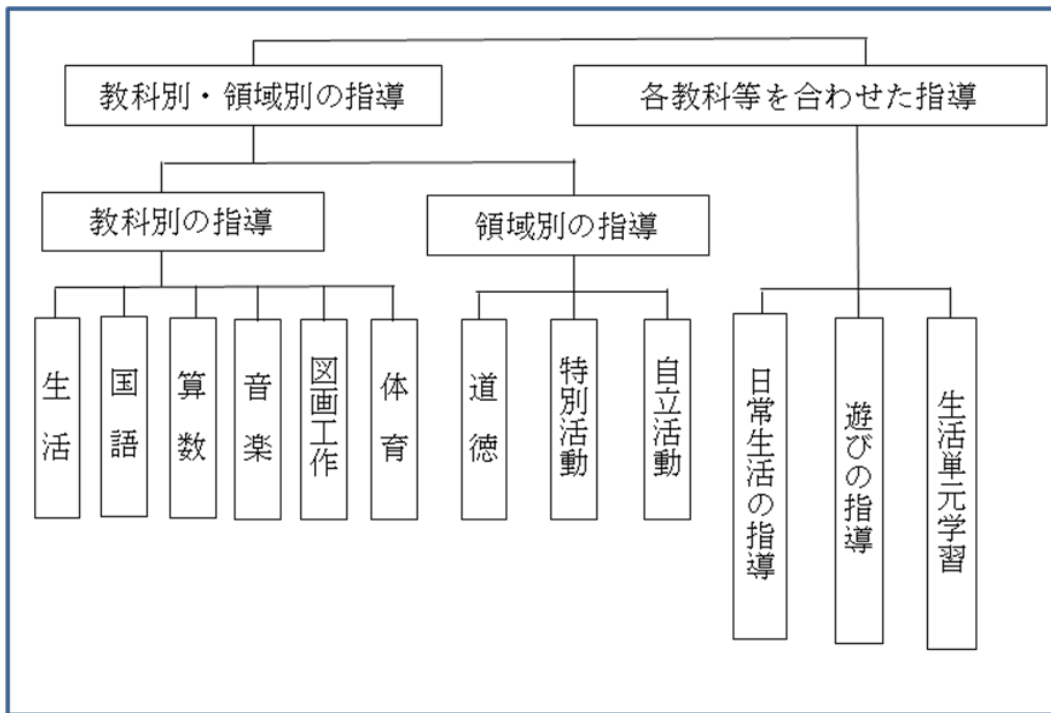 教科別・領域別の指導
各教科等を合わせた指導
教科別の指導
領域別の指導
生活
国語
算数
音楽
図画工作
体育
道徳
特別活動
自立活動
日常生活の指導
遊びの指導
生活単元学習